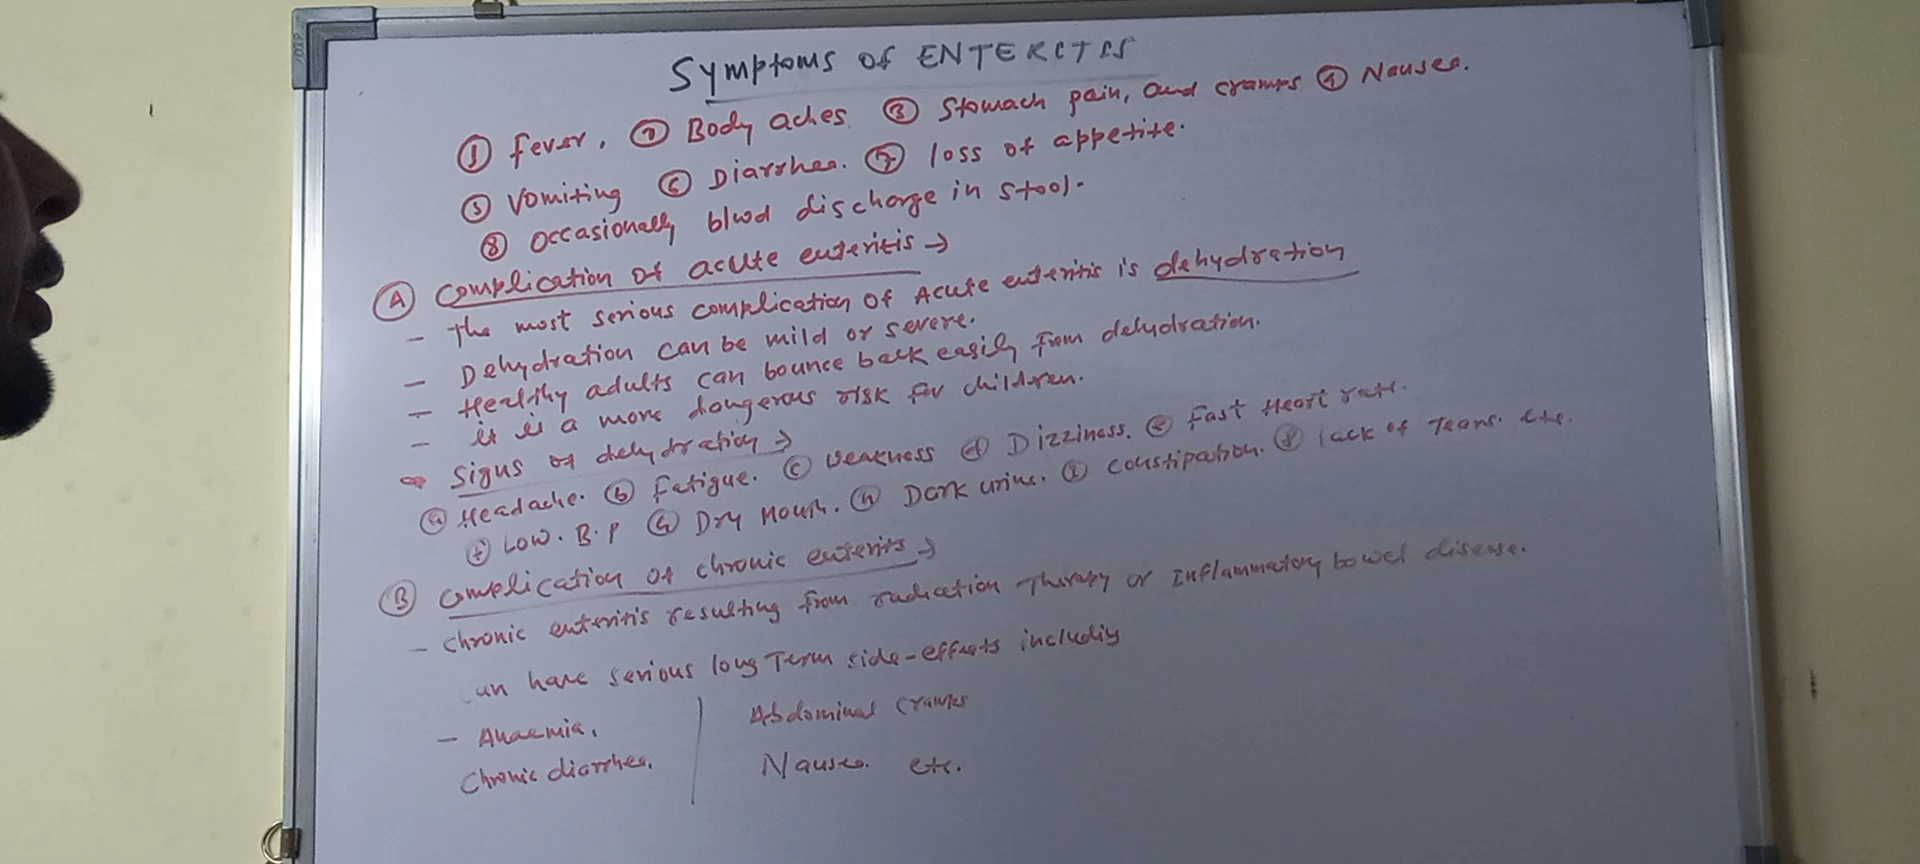 Symptoms of ENTERITIS
① fever, ② Body aches ③ Stomach pain, and cramps ④ Nausea.
⑤ Vomiting ⑥ Diarrhea. ⑦ loss of appetite.
⑧ Occasionally blood discharge in stool.
Ⓐ Complication of acute enteritis →
- The most serious complication of Acute enteritis is dehydration
- Dehydration can be mild or severe.
- Healthy adults can bounce back easily from dehydration.
- it is a more dangerous risk for children.
Signs of dehydration →
ⓐ Headache. ⓑ Fatigue. ⓒ Weakness ⓓ Dizziness. ⓔ Fast Heart rate.
ⓕ Low. B.P ⓖ Dry Mouth. ⓗ Dark urine. ⓘ Constipation. lack of Tears. etc.
Ⓑ Complication of chronic enteritis →
- Chronic enteritis resulting from radiation Therapy or Inflammatory bowel disease.
can have serious long Term side-effects including
- Anaemia, | Abdominal cramps
Chronic diarrhea. | Nausea. etc.